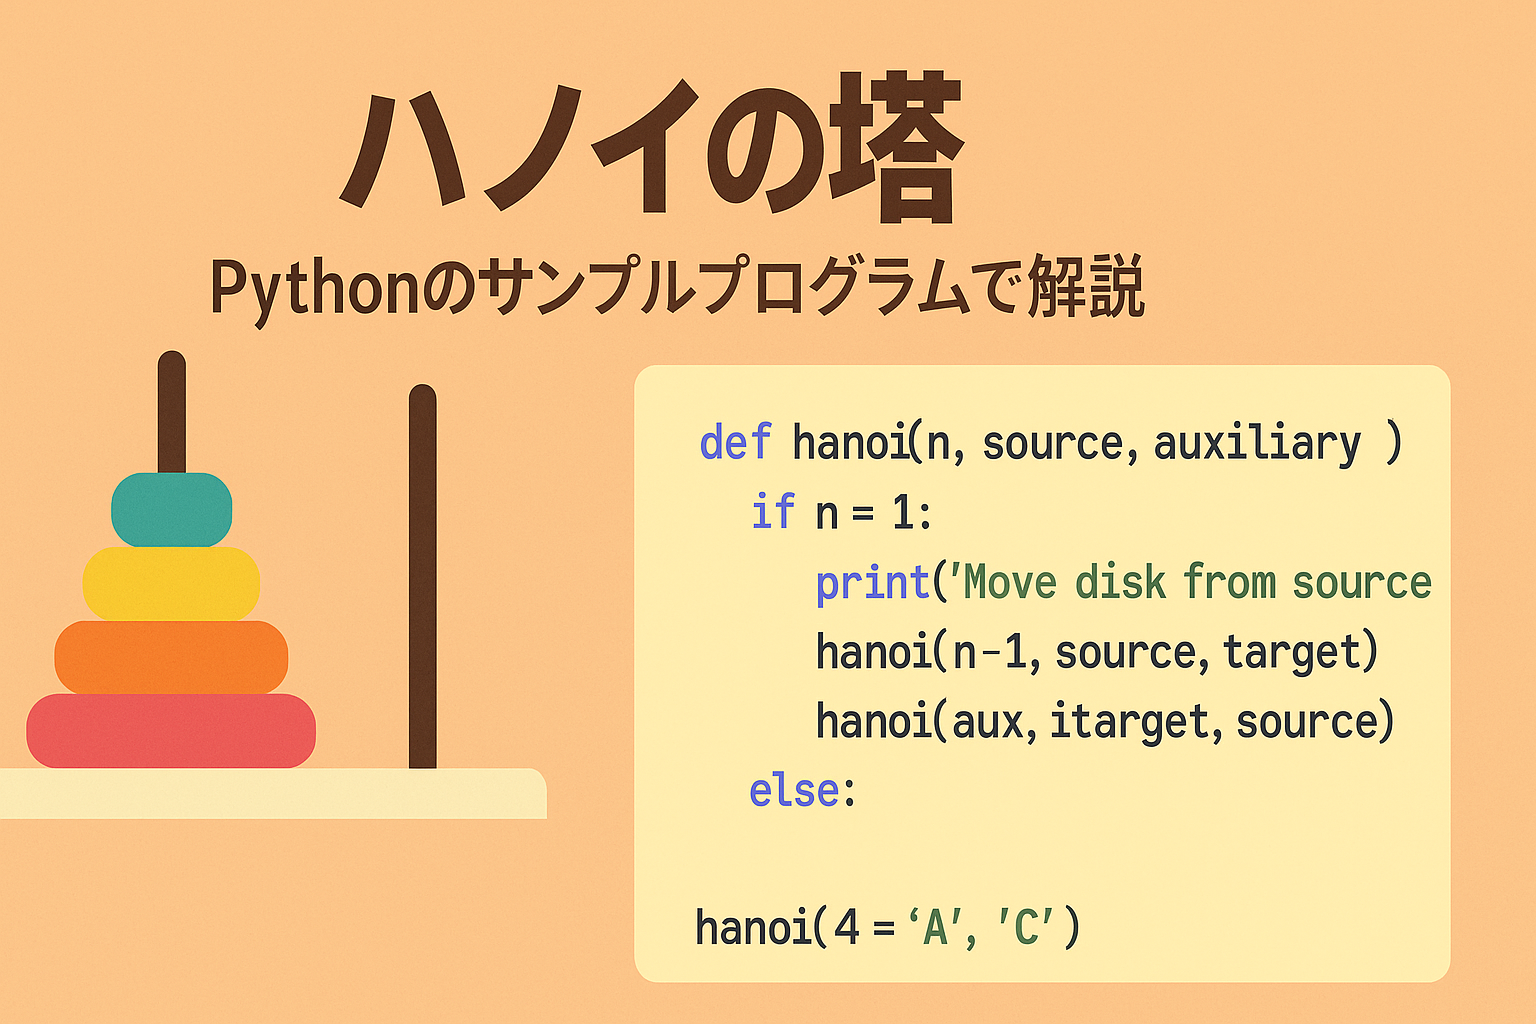 ハノイの塔
Pythonのサンプルプログラムで解説
def hanoi(n, source, auxiliary )
if n = 1:
print('Move disk from source
hanoi(n-1, source, target)
hanoi(aux, itarget, source)
else:
hanoi(4 = ‘A', 'C' )